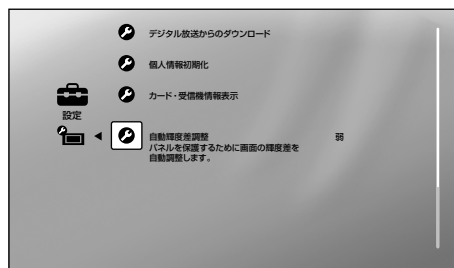 デジタル放送からのダウンロード
個人情報初期化
カード・受信機情報表示
設定
自動輝度差調整 弱
パネルを保護するために画面の輝度差を
自動調整します。